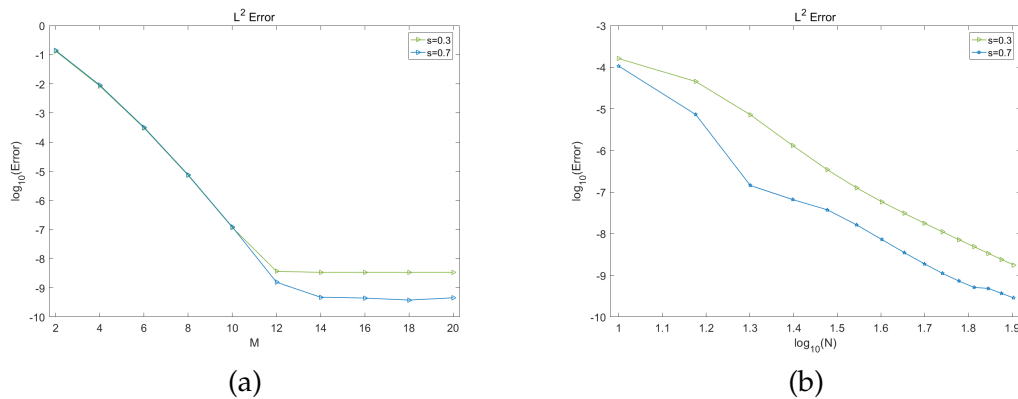 L² Error
0
-1
-2
-3
-4
-5
-6
-7
-8
-9
-10
log₁₀(Error)
2 4 6 8 10 12 14 16 18 20
M
s=0.3
s=0.7
(a)
L² Error
-3
-4
-5
-6
-7
-8
-9
-10
log₁₀(Error)
1 1.1 1.2 1.3 1.4 1.5 1.6 1.7 1.8 1.9
log₁₀(N)
s=0.3
s=0.7
(b)